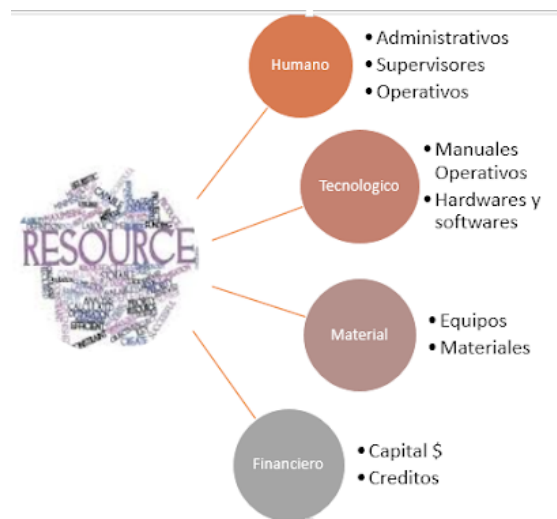 Humano
• Administrativos
• Supervisores
• Operativos
Tecnologico
• Manuales
Operativos
• Hardwares y
softwares
RESOURCE
Material
• Equipos
• Materiales
Financiero
• Capital $
• Creditos